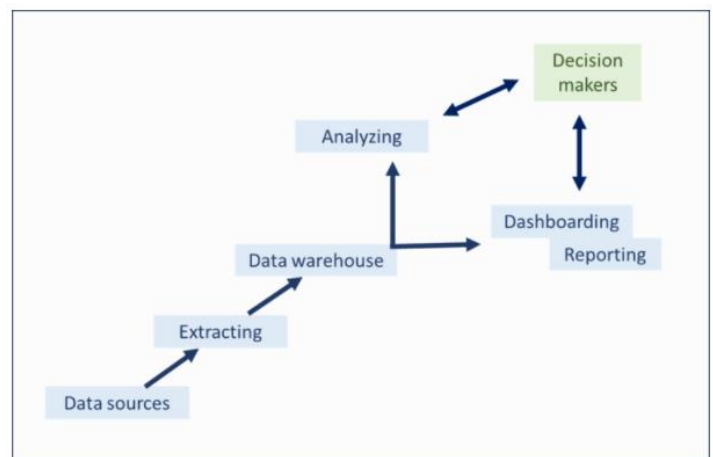 Decision
makers
Analyzing
Dashboarding
Reporting
Data warehouse
Extracting
Data sources